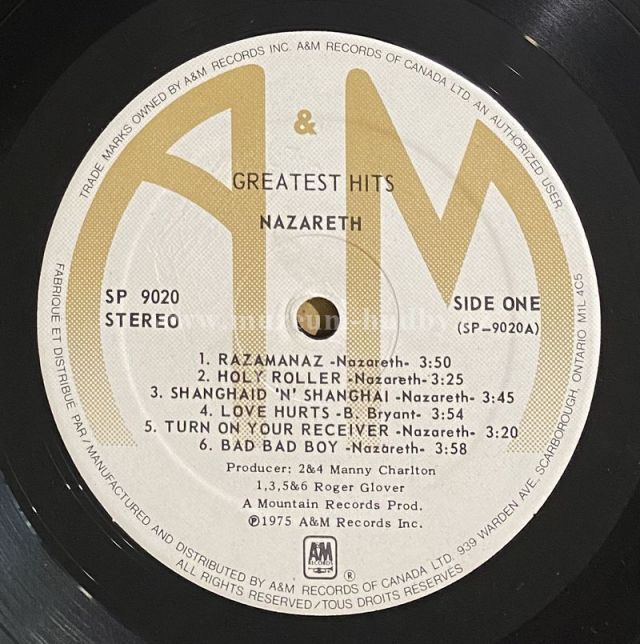 TRADE MARKS OWNED BY A&M RECORDS INC. A&M RECORDS OF CANADA LTD. AN AUTHORIZED USER.
A & M
GREATEST HITS
NAZARETH
SP 9020
STEREO
SIDE ONE
(SP-9020A)
1. RAZAMANAZ -Nazareth- 3:50
2. HOLY ROLLER -Nazareth- 3:25
3. SHANGHAID 'N' SHANGHAI -Nazareth- 3:45
4. LOVE HURTS -B. Bryant- 3:54
5. TURN ON YOUR RECEIVER -Nazareth- 3:20
6. BAD BAD BOY -Nazareth- 3:58
Producer: 2&4 Manny Charlton
1,3,5&6 Roger Glover
A Mountain Records Prod.
℗1975 A&M Records Inc.
A&M
RECORDS ®
FABRIQUÉ ET DISTRIBUÉ PAR / MANUFACTURED AND DISTRIBUTED BY A&M RECORDS OF CANADA LTD. 939 WARDEN AVE. SCARBOROUGH, ONTARIO M1L 4C5
ALL RIGHTS RESERVED / TOUS DROITS RÉSERVÉS